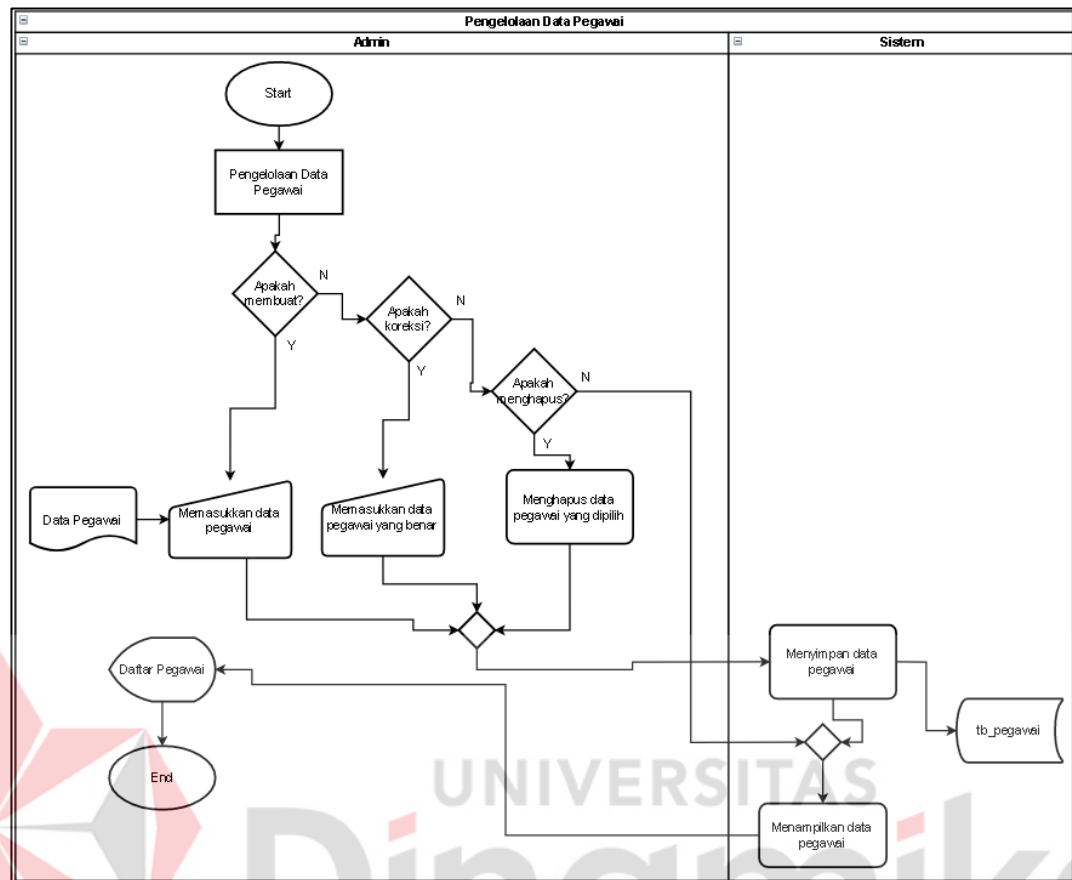 Pengelolaan Data Pegawai
Admin
Sistem
Start
Pengelolaan Data
Pegawai
Apakah
membuat?
N
Y
Apakah
koreksi?
N
Y
Apakah
menghapus?
N
Y
Data Pegawai
Memasukkan data
pegawai
Memasukkan data
pegawai yang benar
Menghapus data
pegawai yang dipilih
Menyimpan data
pegawai
tb_pegawai
Daftar Pegawai
End
Menampilkan data
pegawai
UNIVERSITAS
Dinamika